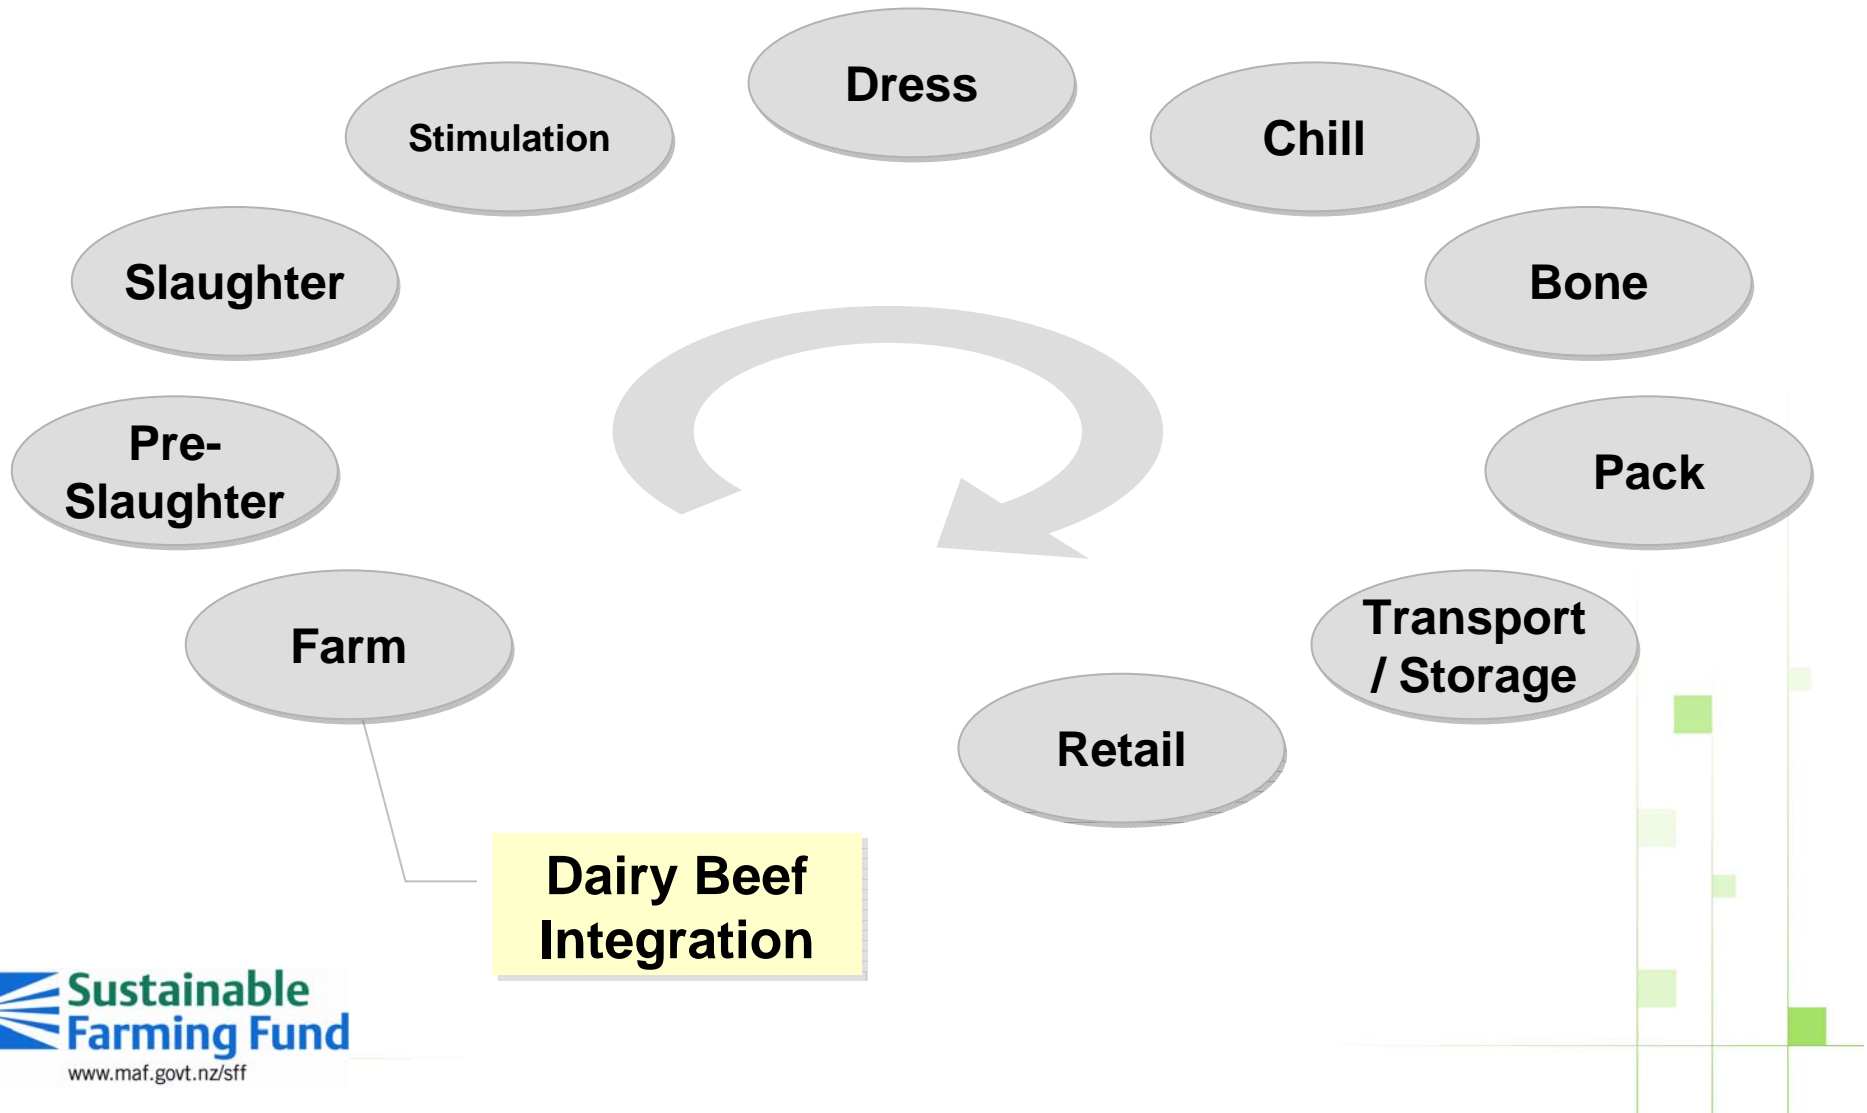 Dress
Stimulation
Chill
Slaughter
Bone
Pre-
Slaughter
Pack
Farm
Transport
/ Storage
Retail
Dairy Beef
Integration
Sustainable
Farming Fund
www.maf.govt.nz/sff